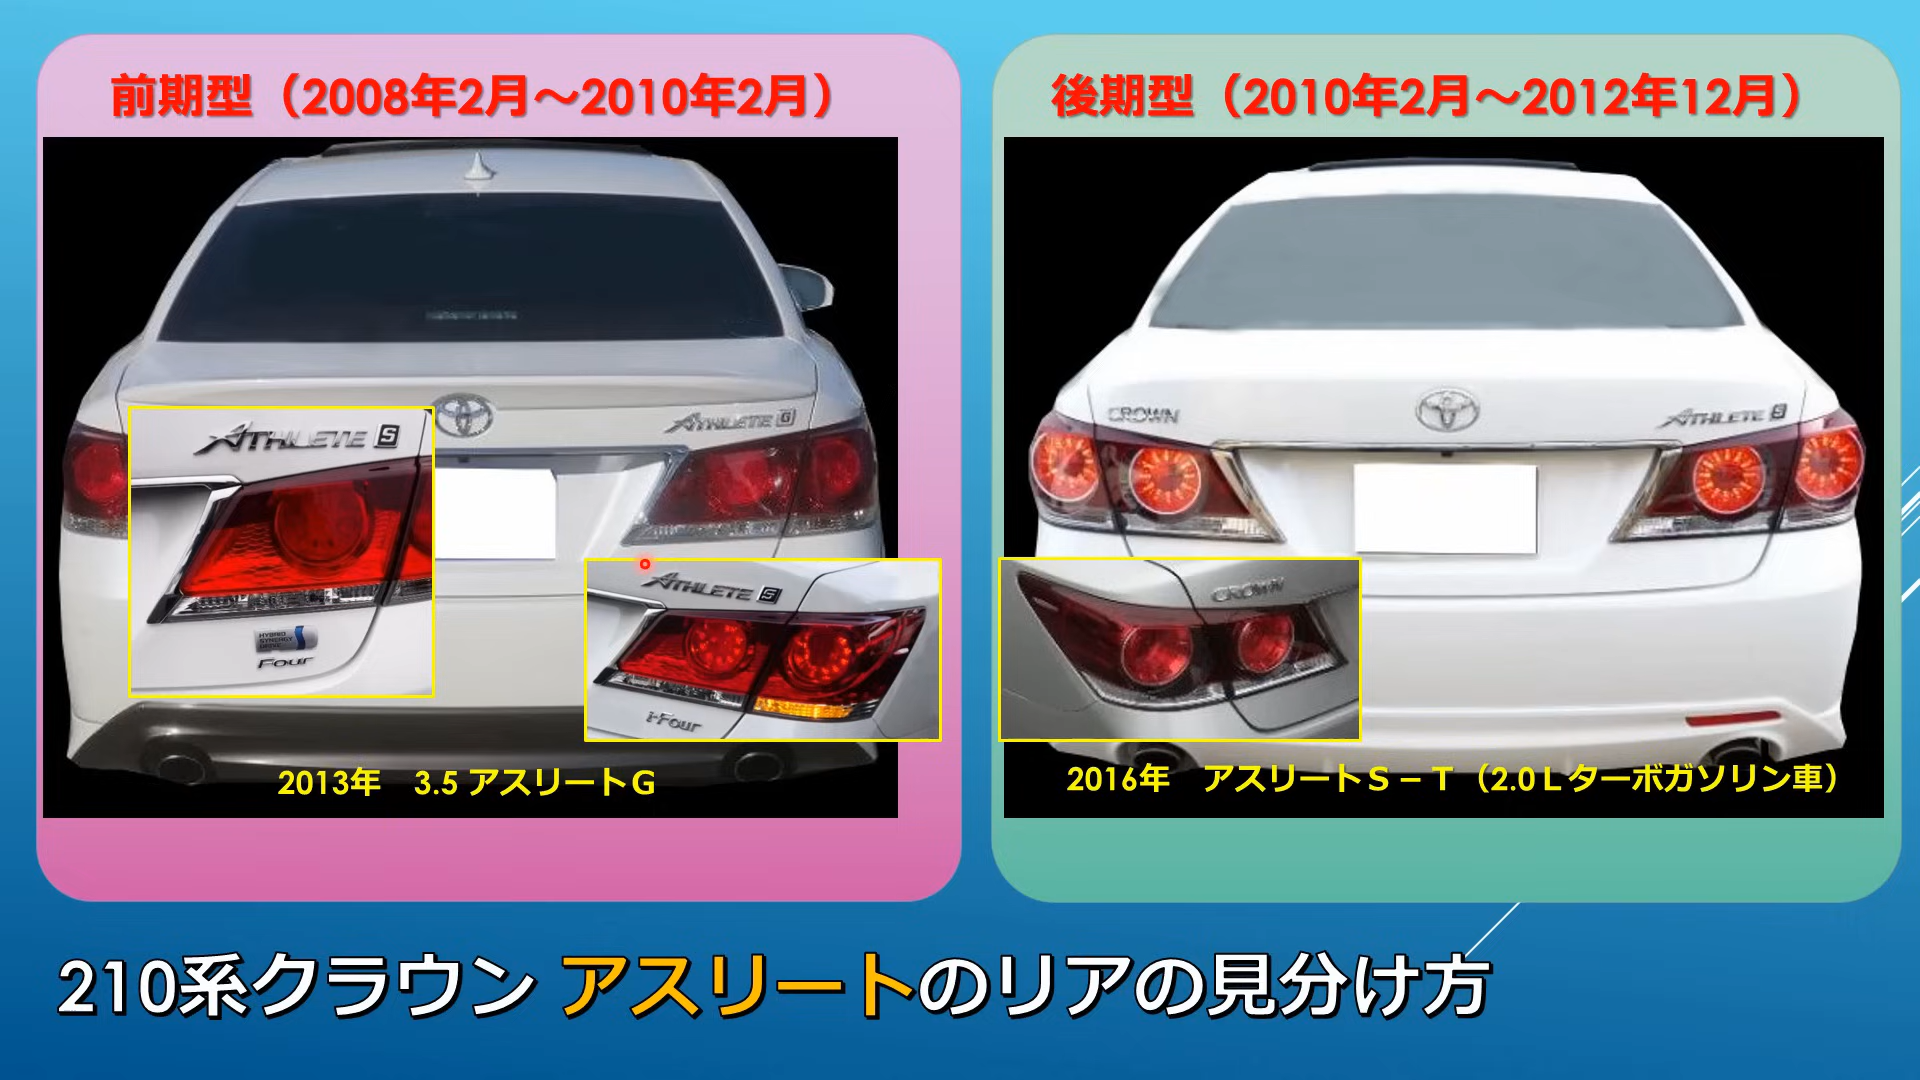 前期型（2008年2月～2010年2月）
後期型（2010年2月～2012年12月）
ATHLETE G
ATHLETE S
HYBRID SYNERGY DRIVE
Four
ATHLETE S
i-Four
2013年　3.5 アスリートG
CROWN
ATHLETE S
CROWN
2016年　アスリートS－T（2.0Lターボガソリン車）
210系クラウン アスリートのリアの見分け方